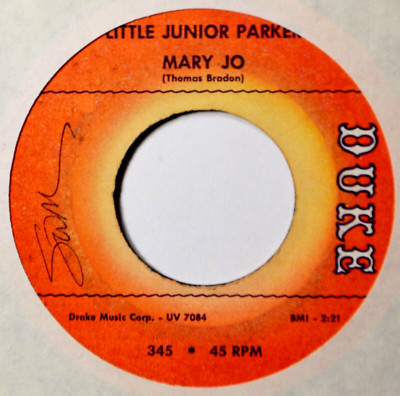 LITTLE JUNIOR PARKER
MARY JO
(Thomas Bradon)
DUKE
Sam
Drake Music Corp. - UV 7084
BMI - 2:21
345 • 45 RPM